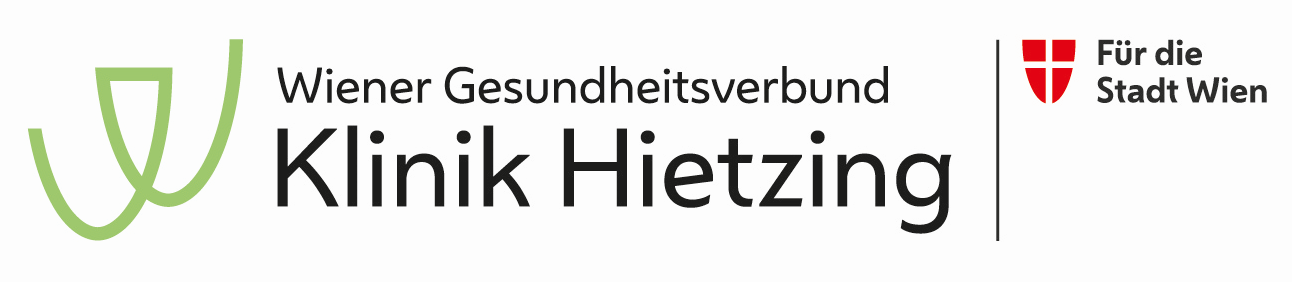 Wiener Gesundheitsverbund
Klinik Hietzing
Für die
Stadt Wien